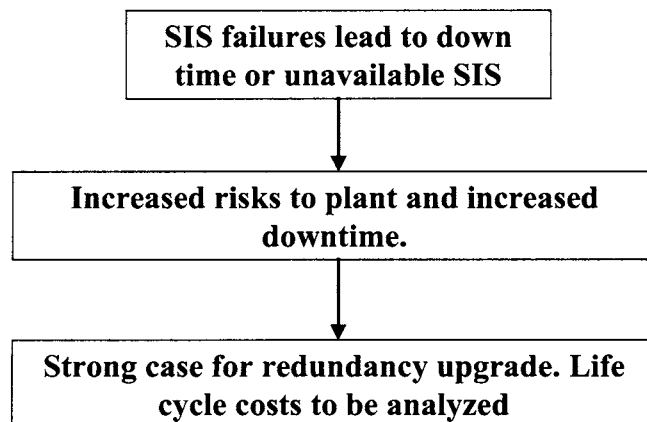 SIS failures lead to down
time or unavailable SIS
Increased risks to plant and increased
downtime.
Strong case for redundancy upgrade. Life
cycle costs to be analyzed